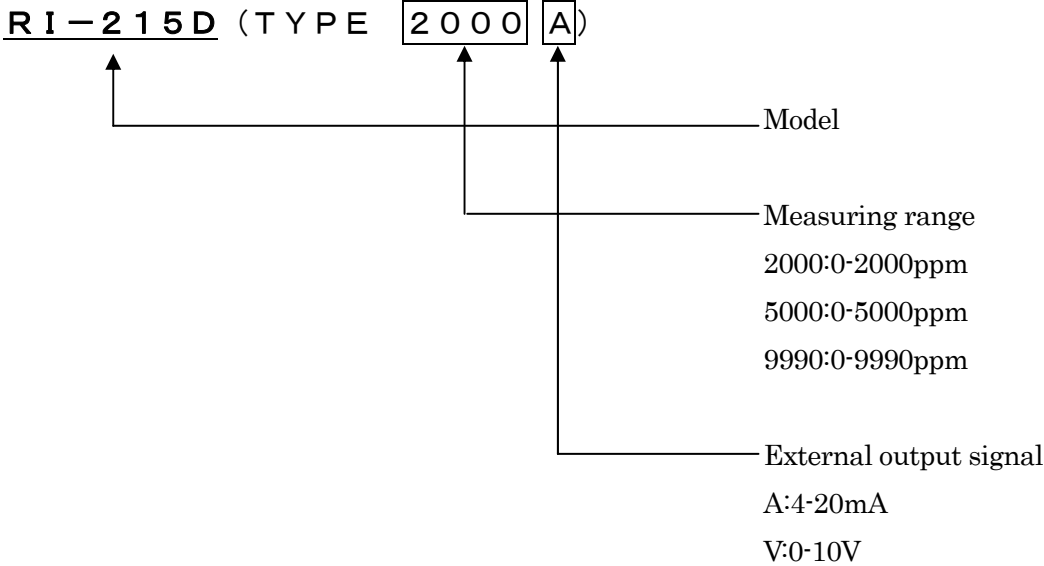 ＲＩ－２１５Ｄ（ＴＹＰＥ ２０００ Ａ）
Model
Measuring range
2000:0-2000ppm
5000:0-5000ppm
9990:0-9990ppm
External output signal
A:4-20mA
V:0-10V